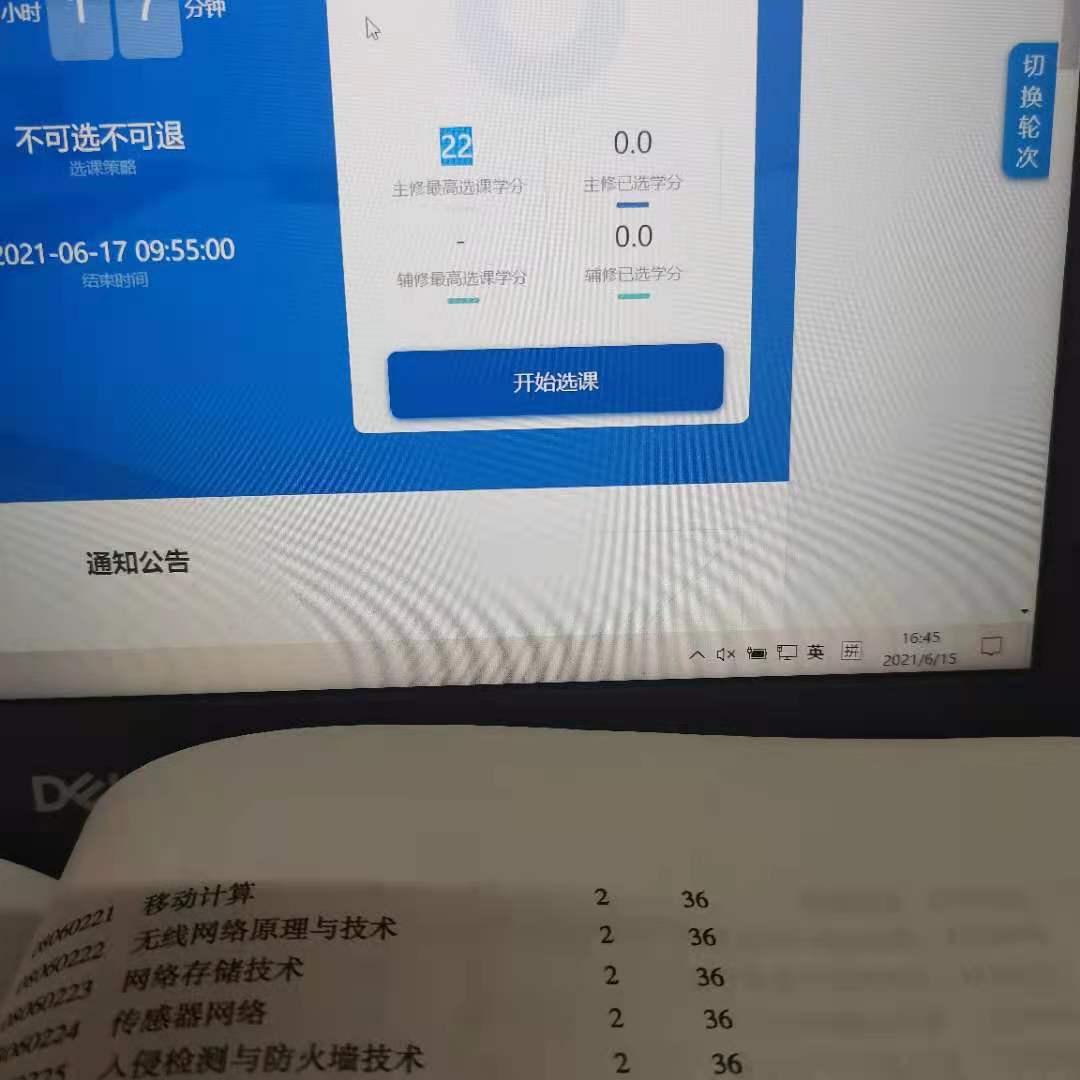 小时 1 7 分钟
不可选不可退
选课策略
2021-06-17 09:55:00
结束时间
22
主修最高选课学分
0.0
主修已选学分
-
辅修最高选课学分
0.0
辅修已选学分
开始选课
切换轮次
通知公告
英 拼
16:45
2021/6/15
08060221 移动计算 2 36
08060222 无线网络原理与技术 2 36
08060223 网络存储技术 2 36
08060224 传感器网络 2 36
入侵检测与防火墙技术 2 36